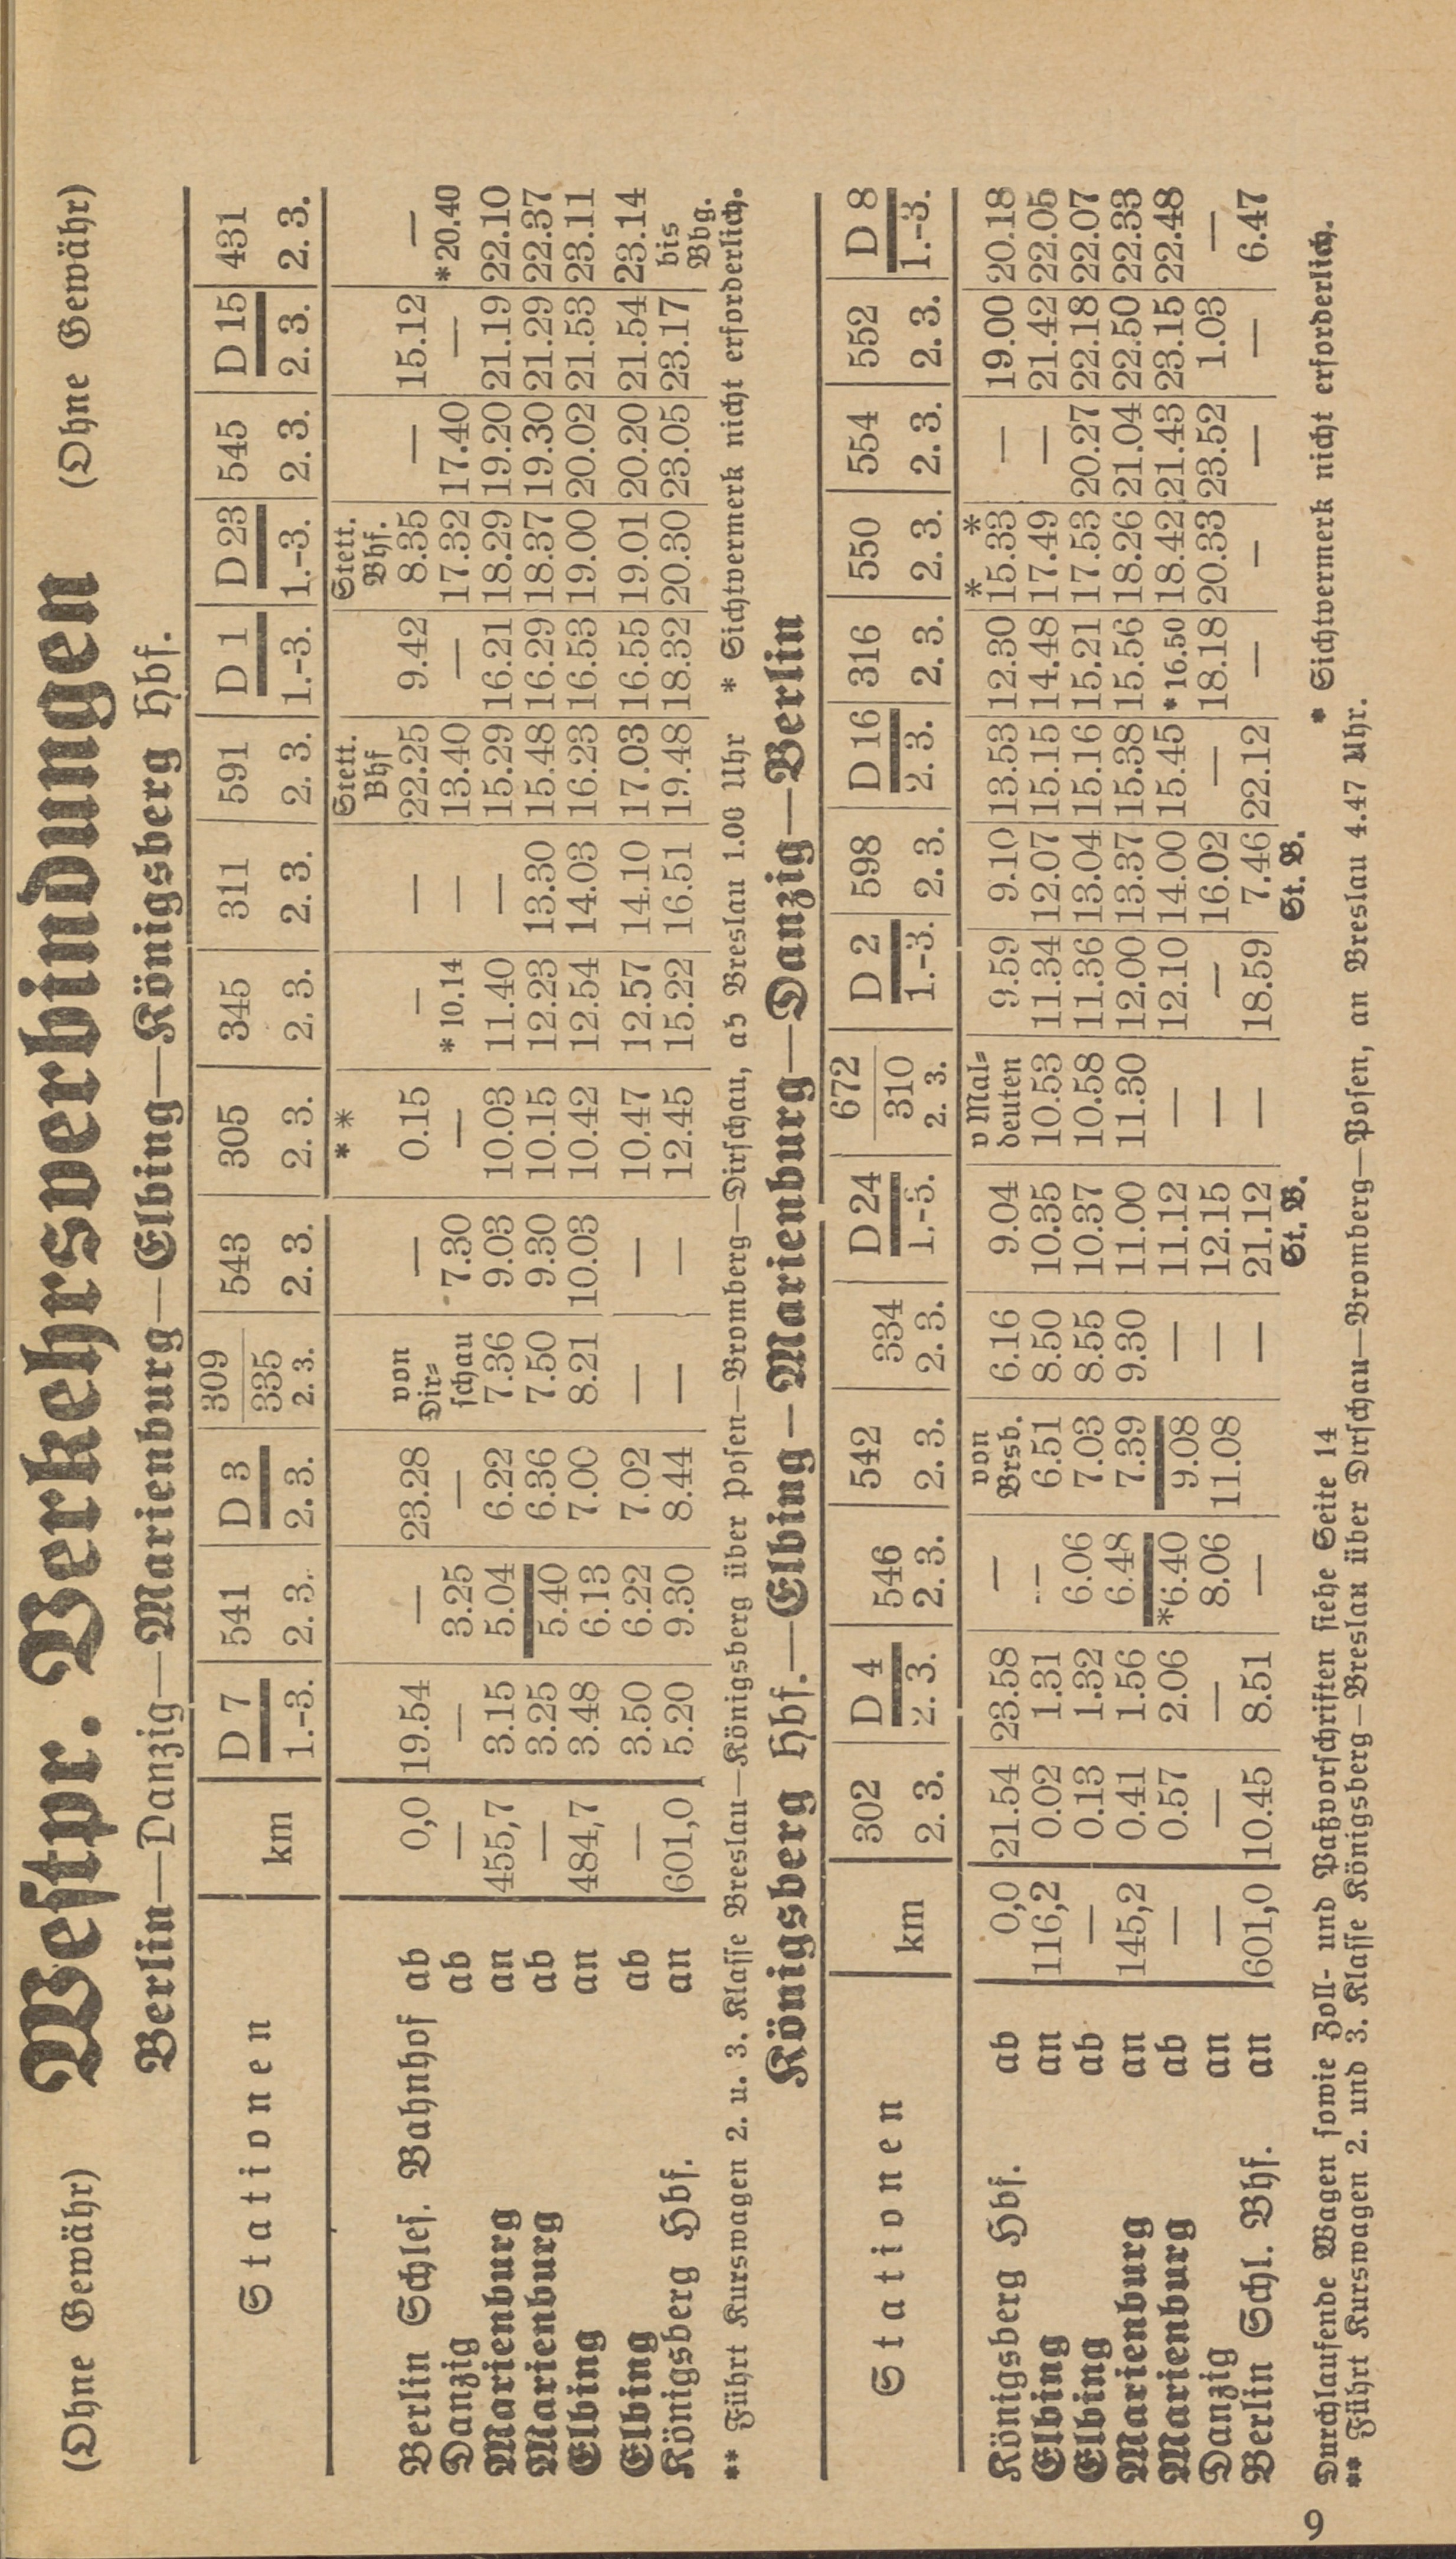 (Ohne Gewähr) Westpr. Verkehrsverbindungen (Ohne Gewähr)
Berlin—Danzig—Marienburg—Elbing—Königsberg Hbf.
Stationen km D 7 541 D 3 309 543 305 345 311 591 D 1 D 23 545 D 15 431
335
1.-3. 2. 3. 2. 3. 2. 3. 2. 3. 2. 3. 2. 3. 2. 3. 2. 3. 1.-3. 1.-3. 2. 3. 2. 3. 2. 3.
** Stett. Bhf Stett. Bhf.
Berlin Schles. Bahnhof ab 0,0 19.54 — 23.28 von — 0.15 — — 22.25 9.42 8.35 — 15.12 —
Danzig ab — — 3.25 — Dir= schau 7.30 — *10.14 — 13.40 — 17.32 17.40 — *20.40
Marienburg an 455,7 3.15 5.04 6.22 7.36 9.03 10.03 11.40 — 15.29 16.21 18.29 19.20 21.19 22.10
Marienburg ab — 3.25 5.40 6.36 7.50 9.30 10.15 12.23 13.30 15.48 16.29 18.37 19.30 21.29 22.37
Elbing an 484,7 3.48 6.13 7.00 8.21 10.03 10.42 12.54 14.03 16.23 16.53 19.00 20.02 21.53 23.11
Elbing ab — 3.50 6.22 7.02 — — 10.47 12.57 14.10 17.03 16.55 19.01 20.20 21.54 23.14
Königsberg Hbf. an 601,0 5.20 9.30 8.44 — — 12.45 15.22 16.51 19.48 18.32 20.30 23.05 23.17 bis Bbg.
** Führt Kurswagen 2. u. 3. Klasse Breslau—Königsberg über Posen—Bromberg—Dirschau, ab Breslau 1.00 Uhr * Sichtvermerk nicht erforderlich.
Königsberg Hbf.—Elbing—Marienburg—Danzig—Berlin
Stationen km 302 D 4 546 542 334 D 24 672 D 2 598 D 16 316 550 554 552 D 8
310
2. 3. 2. 3. 2. 3. 2. 3. 2. 3. 1.-3. 2. 3. 1.-3. 2. 3. 2. 3. 2. 3. 2. 3. 2. 3. 2. 3. 1.-3.
* *
Königsberg Hbf. ab 0,0 21.54 23.58 — von Brsb. 6.16 9.04 v Mal= deuten 9.59 9.10 13.53 12.30 15.33 — 19.00 20.18
Elbing an 116,2 0.02 1.31 -- 6.51 8.50 10.35 10.53 11.34 12.07 15.15 14.48 17.49 — 21.42 22.05
Elbing ab — 0.13 1.32 6.06 7.03 8.55 10.37 10.58 11.36 13.04 15.16 15.21 17.53 20.27 22.18 22.07
Marienburg an 145,2 0.41 1.56 6.48 7.39 9.30 11.00 11.30 12.00 13.37 15.38 15.56 18.26 21.04 22.50 22.33
Marienburg ab — 0.57 2.06 *6.40 9.08 — 11.12 — 12.10 14.00 15.45 *16.50 18.42 21.43 23.15 22.48
Danzig an — — — 8.06 11.08 — 12.15 — — 16.02 — 18.18 20.33 23.52 1.03 —
Berlin Schl. Bhf. an 601,0 10.45 8.51 — — 21.12 — 18.59 7.46 22.12 — — — — 6.47
St. B. St. B.
Durchlaufende Wagen sowie Zoll- und Paßvorschriften siehe Seite 14 * Sichtvermerk nicht erforderlich.
** Führt Kurswagen 2. und 3. Klasse Königsberg—Breslau über Dirschau—Bromberg—Posen, an Breslau 4.47 Uhr.
9